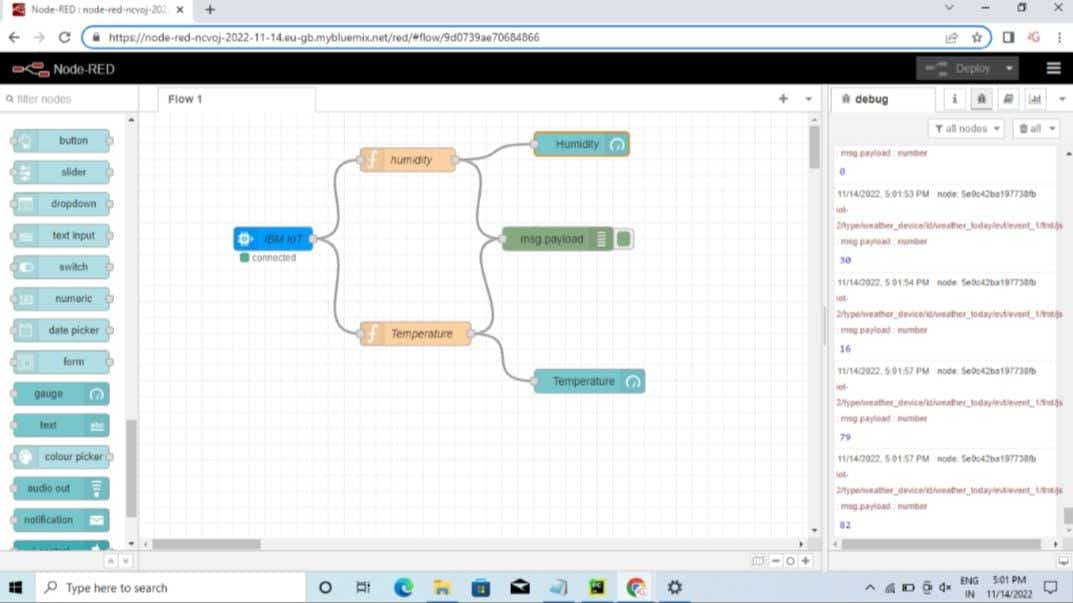 Node-RED : node-red-ncvoj-202
https://node-red-ncvoj-2022-11-14.eu-gb.mybluemix.net/red/#flow/9d0739ae70684866
Node-RED
Deploy
filter nodes
Flow 1
debug
all nodes
all
button
slider
dropdown
text input
switch
numeric
date picker
form
gauge
text
abc
colour picker
audio out
notification
humidity
Humidity
IBM IoT
connected
msg.payload
Temperature
Temperature
msg.payload : number
0
11/14/2022, 5:01:53 PM node: 5e0c42ba197738fb
iot-
2/type/weather_device/id/weather_today/evt/event_1/fmt/js
msg.payload : number
30
11/14/2022, 5:01:54 PM node: 5e0c42ba197738fb
iot-
2/type/weather_device/id/weather_today/evt/event_1/fmt/js
msg.payload : number
16
11/14/2022, 5:01:57 PM node: 5e0c42ba197738fb
iot-
2/type/weather_device/id/weather_today/evt/event_1/fmt/js
msg.payload : number
79
11/14/2022, 5:01:57 PM node: 5e0c42ba197738fb
iot-
2/type/weather_device/id/weather_today/evt/event_1/fmt/js
msg.payload : number
82
Type here to search
ENG
IN
5:01 PM
11/14/2022